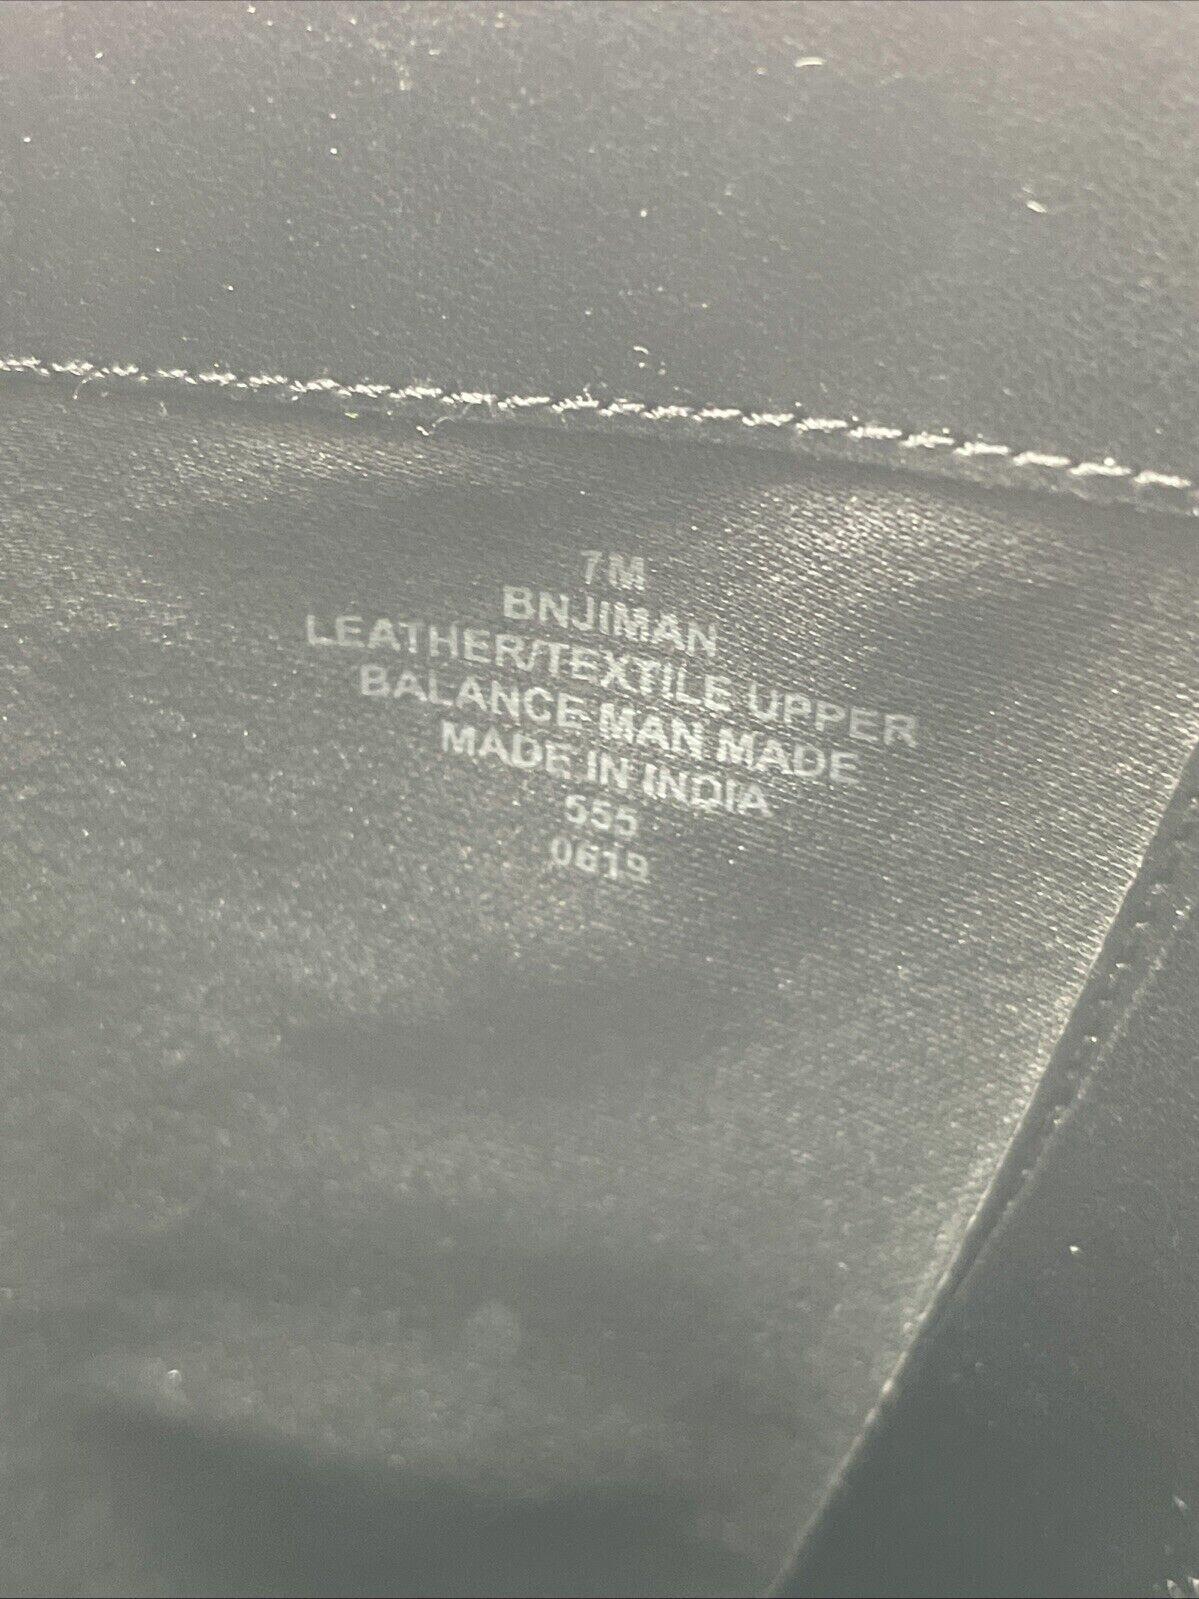 7M
BNJIMAN
LEATHER/TEXTILE UPPER
BALANCE MAN MADE
MADE IN INDIA
555
0619